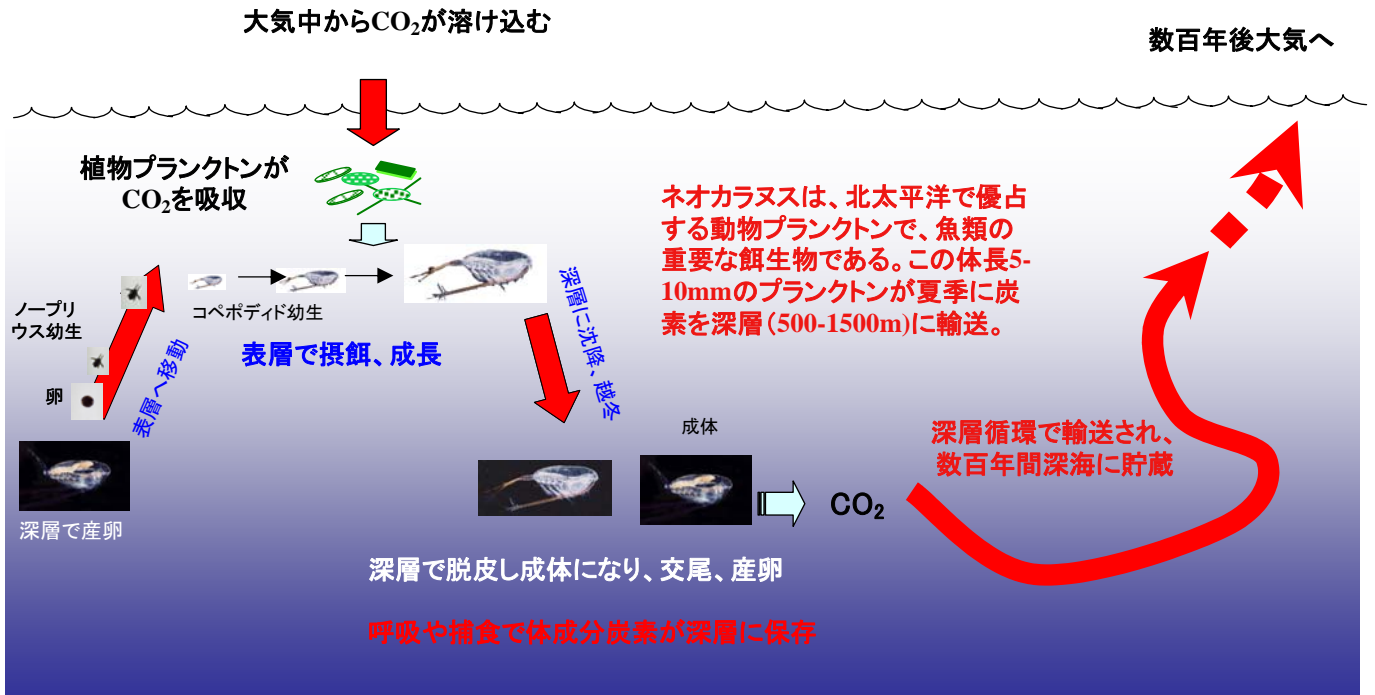 大気中からCO₂が溶け込む
数百年後大気へ
植物プランクトンが
CO₂を吸収
ネオカラヌスは、北太平洋で優占
する動物プランクトンで、魚類の
重要な餌生物である。この体長5-
10mmのプランクトンが夏季に炭
素を深層(500-1500m)に輸送。
ノープリ
ウス幼生
コペポディド幼生
表層で摂餌、成長
深層に沈降、越冬
卵
表層へ移動
成体
深層循環で輸送され、
数百年間深海に貯蔵
CO₂
深層で産卵
深層で脱皮し成体になり、交尾、産卵
呼吸や捕食で体成分炭素が深層に保存